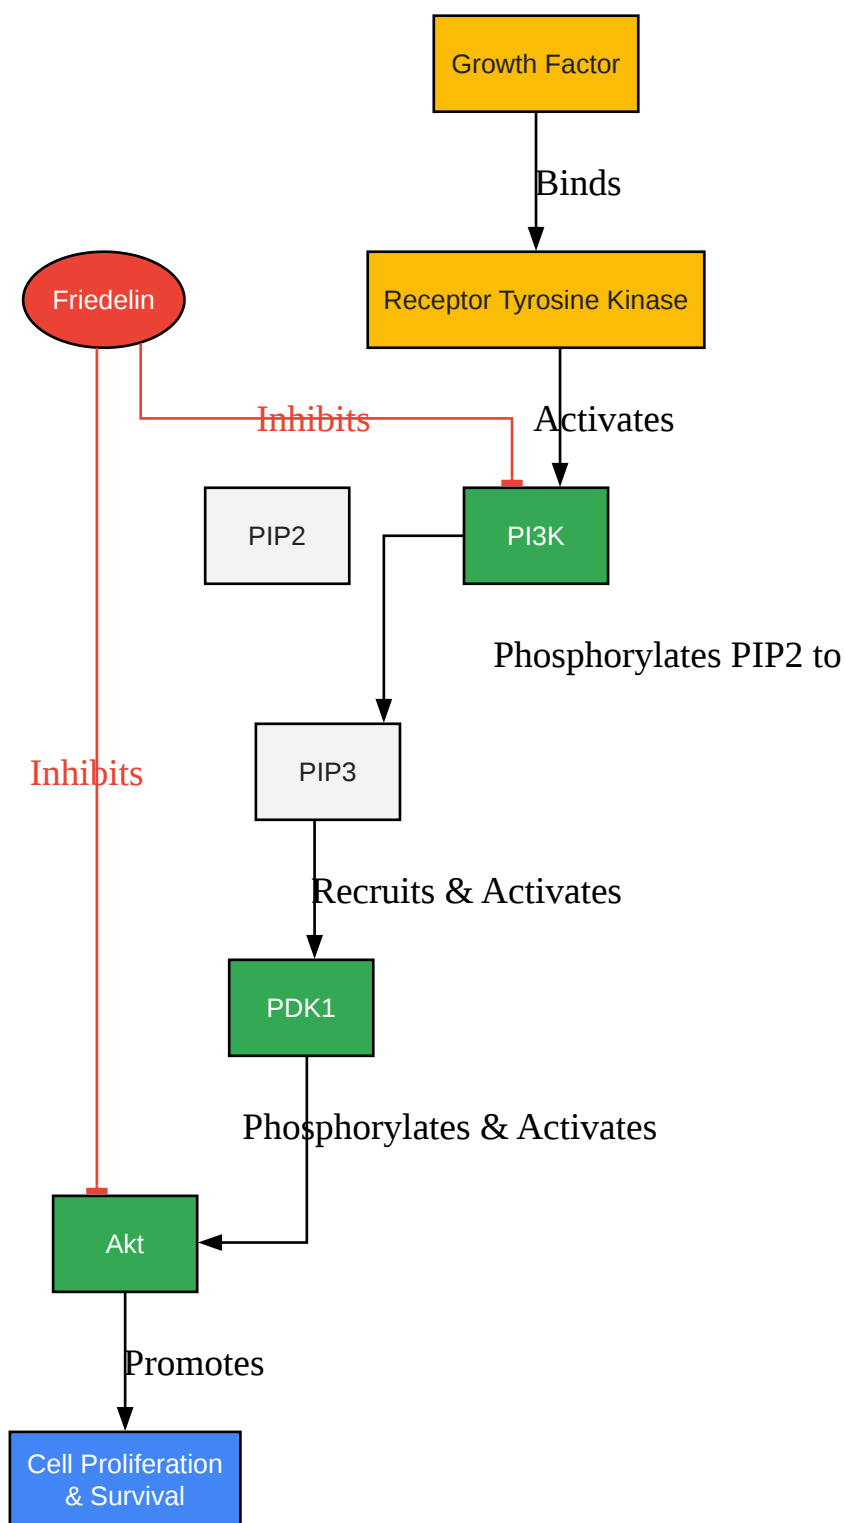 Growth Factor
Binds
Friedelin
Receptor Tyrosine Kinase
Inhibits
Activates
PIP2
PI3K
Phosphorylates PIP2 to
PIP3
Inhibits
Recruits & Activates
PDK1
Phosphorylates & Activates
Akt
Promotes
Cell Proliferation
& Survival